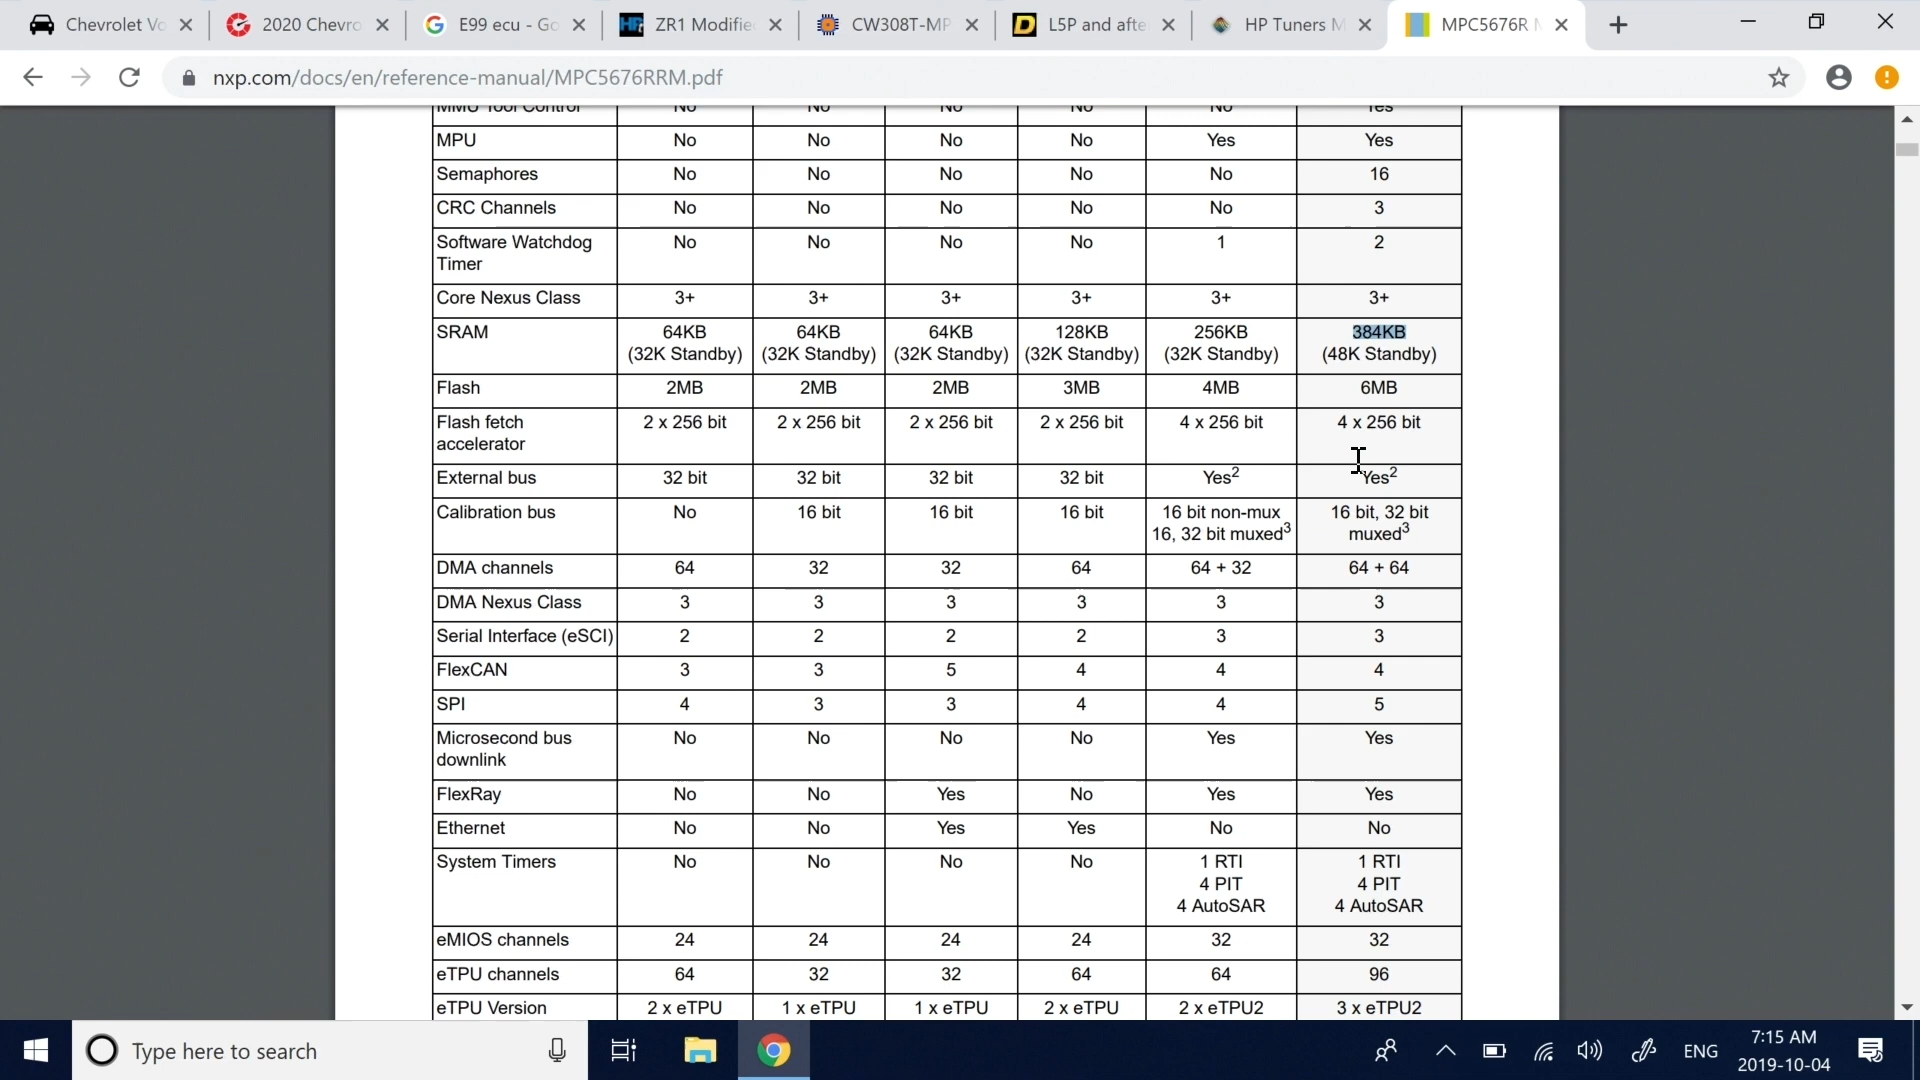 Chevrolet Vo
2020 Chevro
E99 ecu - Go
ZR1 Modifie
CW308T-MP
L5P and afte
HP Tuners M
MPC5676R M
nxp.com/docs/en/reference-manual/MPC5676RRM.pdf
MMU Tool Control No No No No No Yes
MPU No No No No Yes Yes
Semaphores No No No No No 16
CRC Channels No No No No No 3
Software Watchdog No No No No 1 2
Timer
Core Nexus Class 3+ 3+ 3+ 3+ 3+ 3+
SRAM 64KB 64KB 64KB 128KB 256KB 384KB
(32K Standby) (32K Standby) (32K Standby) (32K Standby) (32K Standby) (48K Standby)
Flash 2MB 2MB 2MB 3MB 4MB 6MB
Flash fetch 2 x 256 bit 2 x 256 bit 2 x 256 bit 2 x 256 bit 4 x 256 bit 4 x 256 bit
accelerator
External bus 32 bit 32 bit 32 bit 32 bit Yes2 Yes2
Calibration bus No 16 bit 16 bit 16 bit 16 bit non-mux 16 bit, 32 bit
16, 32 bit muxed3 muxed3
DMA channels 64 32 32 64 64 + 32 64 + 64
DMA Nexus Class 3 3 3 3 3 3
Serial Interface (eSCI) 2 2 2 2 3 3
FlexCAN 3 3 5 4 4 4
SPI 4 3 3 4 4 5
Microsecond bus No No No No Yes Yes
downlink
FlexRay No No Yes No Yes Yes
Ethernet No No Yes Yes No No
System Timers No No No No 1 RTI 1 RTI
4 PIT 4 PIT
4 AutoSAR 4 AutoSAR
eMIOS channels 24 24 24 24 32 32
eTPU channels 64 32 32 64 64 96
eTPU Version 2 x eTPU 1 x eTPU 1 x eTPU 2 x eTPU 2 x eTPU2 3 x eTPU2
Type here to search
ENG
7:15 AM
2019-10-04